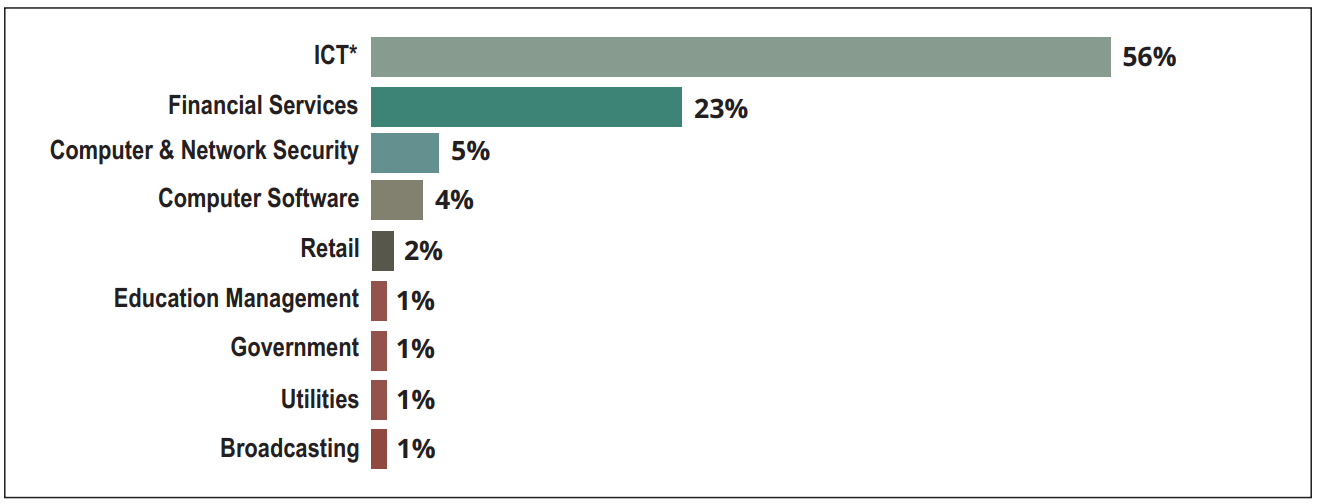 ICT* 56%
Financial Services 23%
Computer & Network Security 5%
Computer Software 4%
Retail 2%
Education Management 1%
Government 1%
Utilities 1%
Broadcasting 1%